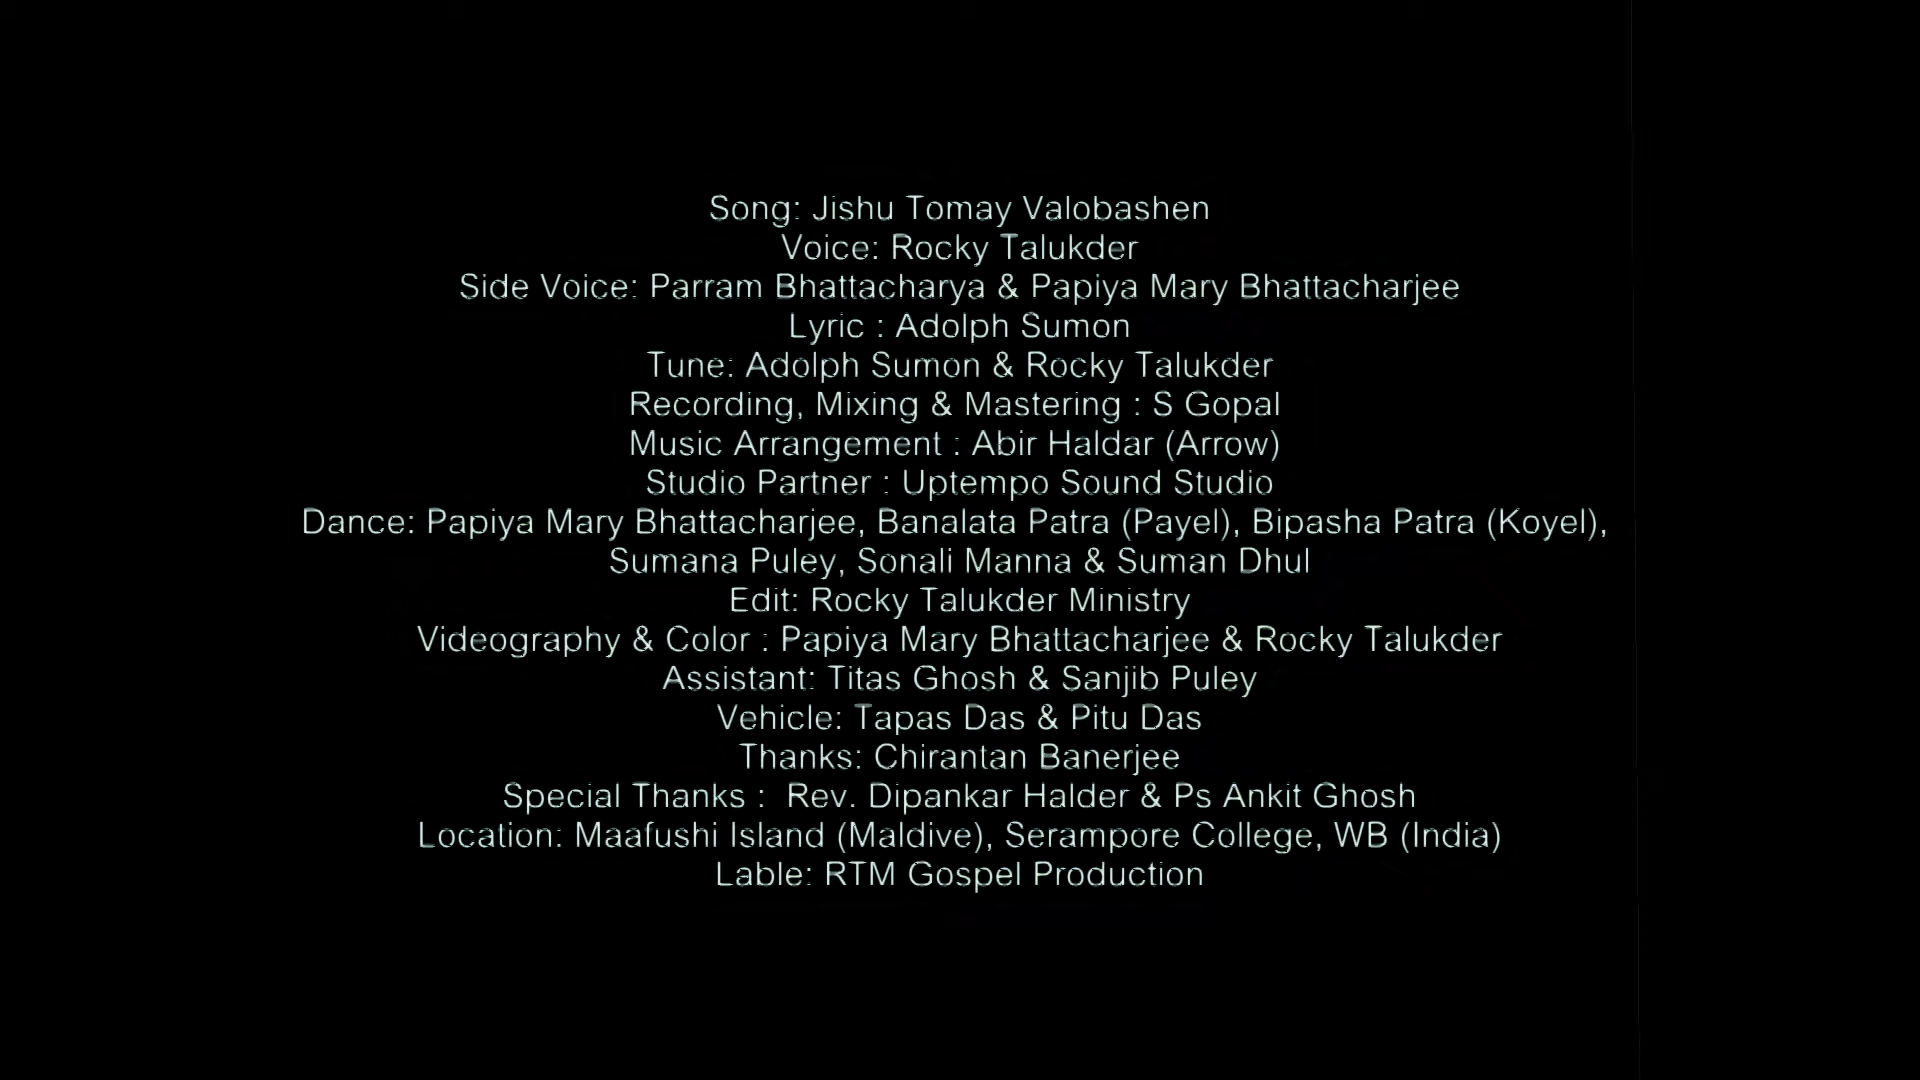 Song: Jishu Tomay Valobashen
Voice: Rocky Talukder
Side Voice: Parram Bhattacharya & Papiya Mary Bhattacharjee
Lyric : Adolph Sumon
Tune: Adolph Sumon & Rocky Talukder
Recording, Mixing & Mastering : S Gopal
Music Arrangement : Abir Haldar (Arrow)
Studio Partner : Uptempo Sound Studio
Dance: Papiya Mary Bhattacharjee, Banalata Patra (Payel), Bipasha Patra (Koyel),
Sumana Puley, Sonali Manna & Suman Dhul
Edit: Rocky Talukder Ministry
Videography & Color : Papiya Mary Bhattacharjee & Rocky Talukder
Assistant: Titas Ghosh & Sanjib Puley
Vehicle: Tapas Das & Pitu Das
Thanks: Chirantan Banerjee
Special Thanks :  Rev. Dipankar Halder & Ps Ankit Ghosh
Location: Maafushi Island (Maldive), Serampore College, WB (India)
Lable: RTM Gospel Production